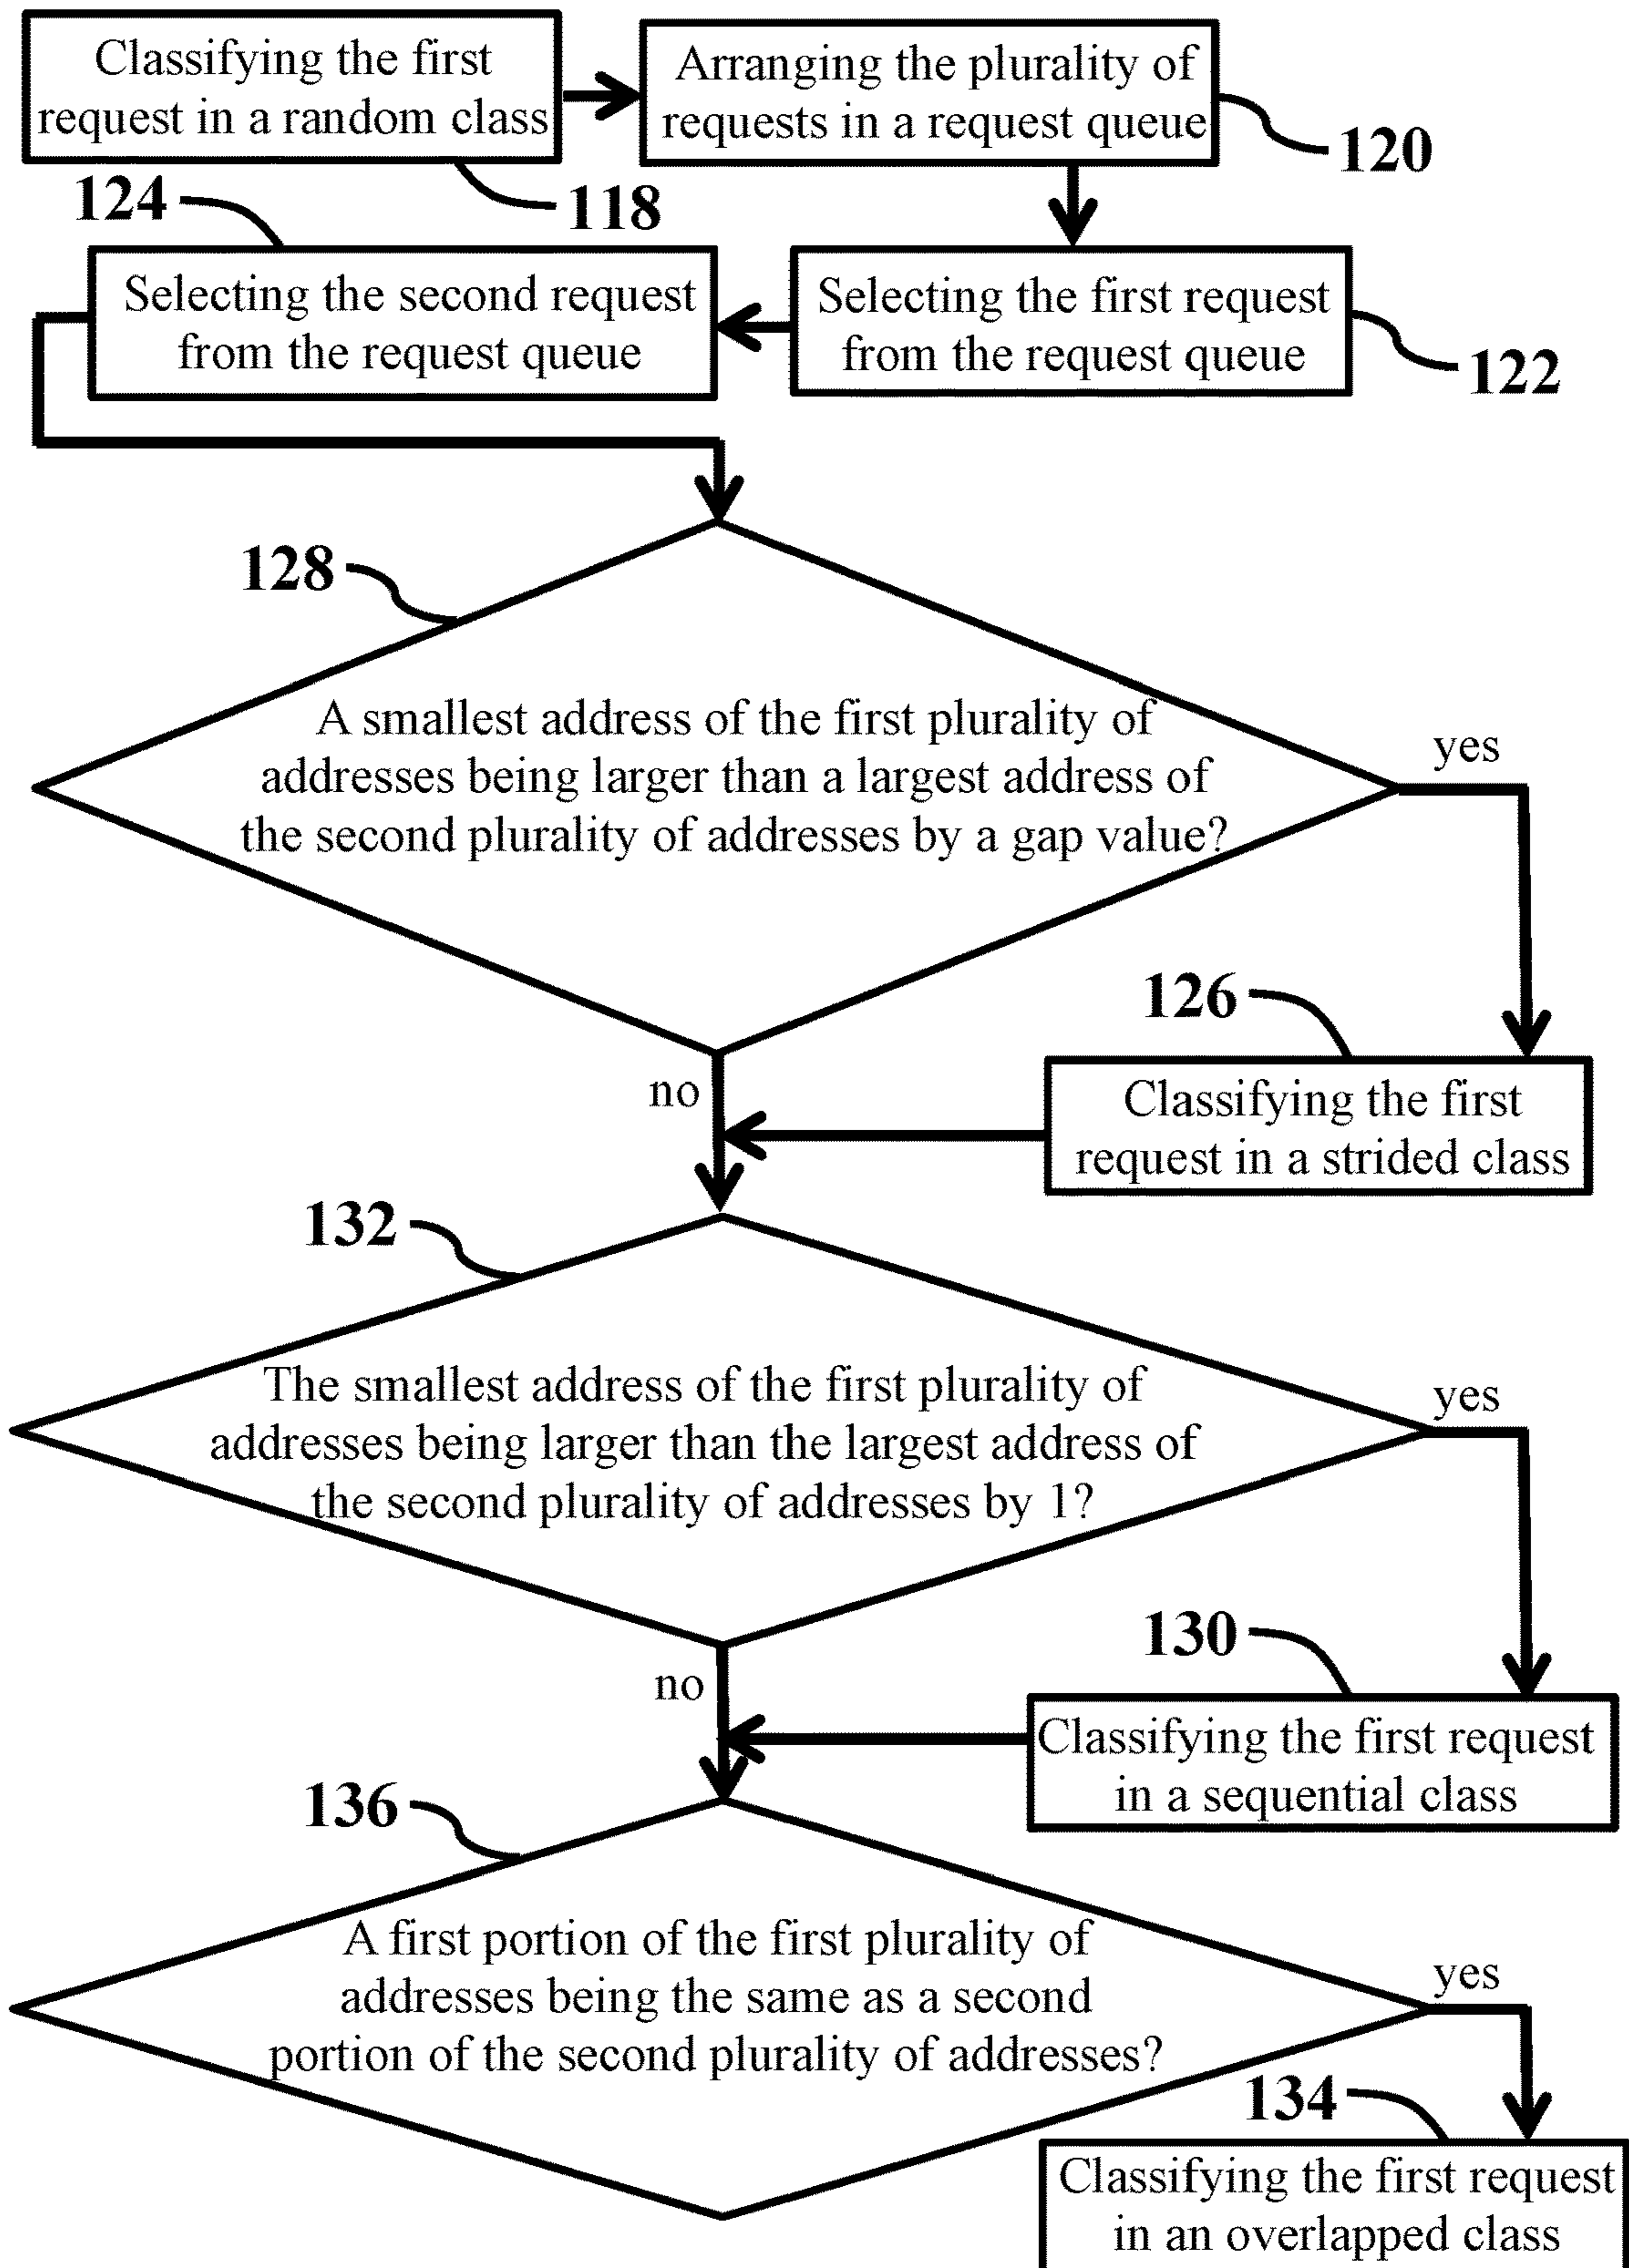 Classifying the first
request in a random class
118
Arranging the plurality of
requests in a request queue
120
124
Selecting the second request
from the request queue
Selecting the first request
from the request queue
122
128
A smallest address of the first plurality of
addresses being larger than a largest address of
the second plurality of addresses by a gap value?
yes
no
126
Classifying the first
request in a strided class
132
The smallest address of the first plurality of
addresses being larger than the largest address of
the second plurality of addresses by 1?
yes
no
130
Classifying the first request
in a sequential class
136
A first portion of the first plurality of
addresses being the same as a second
portion of the second plurality of addresses?
yes
134
Classifying the first request
in an overlapped class